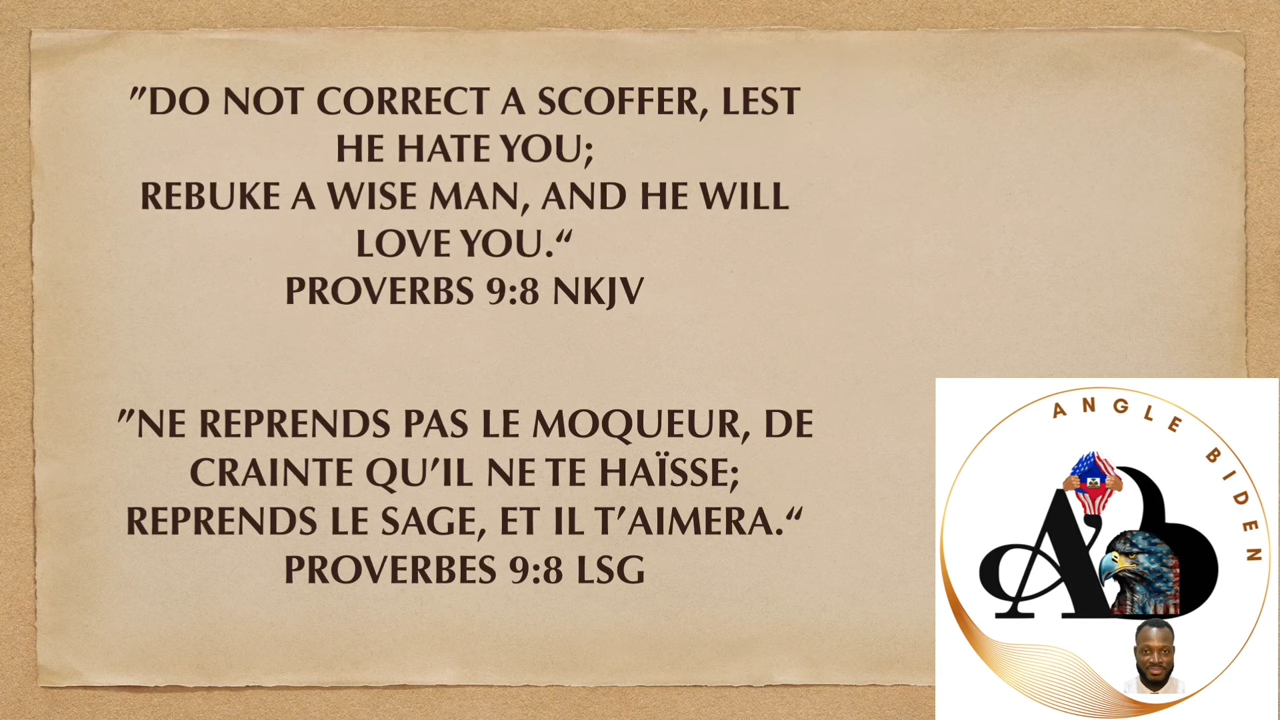 ”DO NOT CORRECT A SCOFFER, LEST
HE HATE YOU;
REBUKE A WISE MAN, AND HE WILL
LOVE YOU.“
PROVERBS 9:8 NKJV
”NE REPRENDS PAS LE MOQUEUR, DE
CRAINTE QU’IL NE TE HAÏSSE;
REPRENDS LE SAGE, ET IL T’AIMERA.“
PROVERBES 9:8 LSG
ANGLE BIDEN
AB